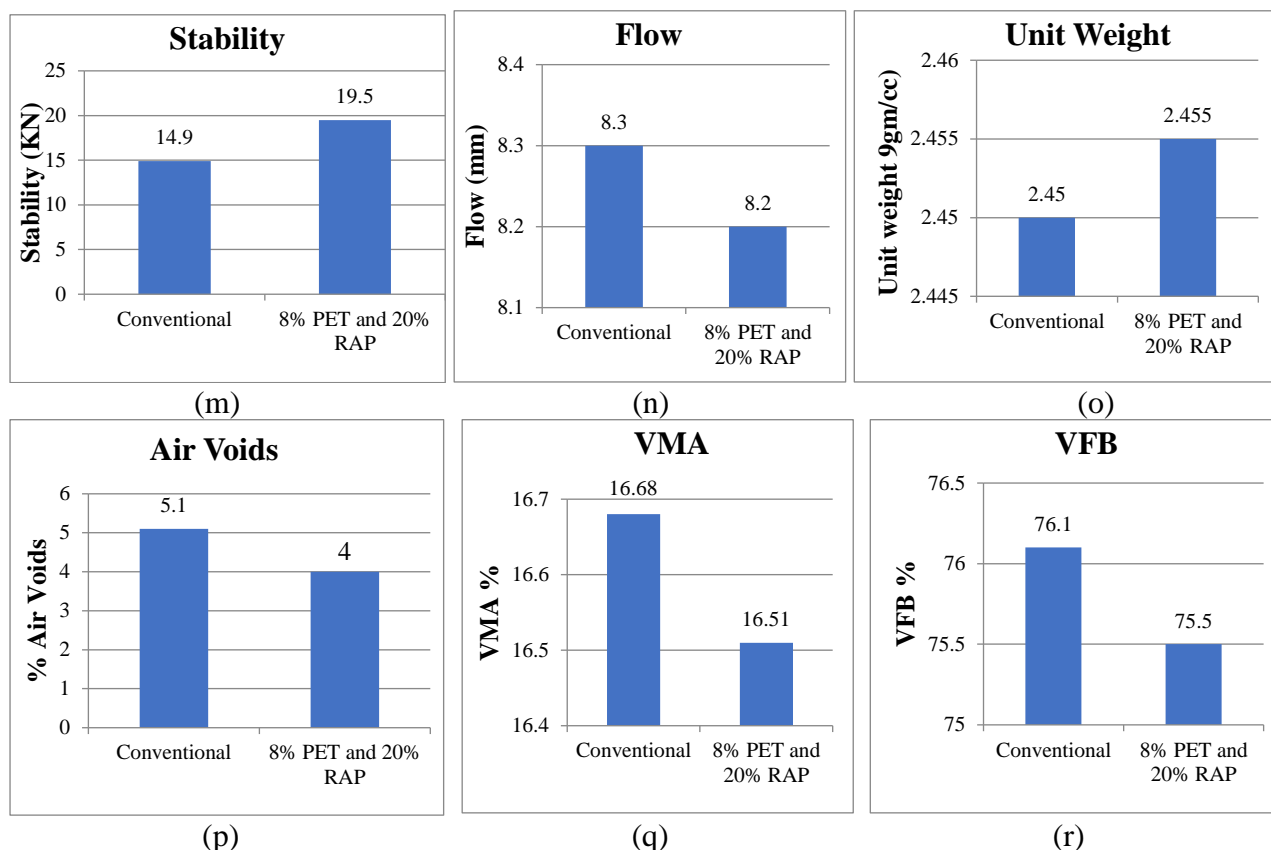 Stability
Stability (KN)
25
20
15
10
5
0
14.9
19.5
Conventional
8% PET and 20%
RAP
(m)
Flow
Flow (mm)
8.4
8.3
8.2
8.1
8.3
8.2
Conventional
8% PET and
20% RAP
(n)
Unit Weight
Unit weight 9gm/cc)
2.46
2.455
2.45
2.445
2.45
2.455
Conventional
8% PET and
20% RAP
(o)
Air Voids
% Air Voids
6
5
4
3
2
1
0
5.1
4
Conventional
8% PET and 20%
RAP
(p)
VMA
VMA %
16.7
16.6
16.5
16.4
16.68
16.51
Conventional
8% PET and
20% RAP
(q)
VFB
VFB %
76.5
76
75.5
75
76.1
75.5
Conventional
8% PET and
20% RAP
(r)